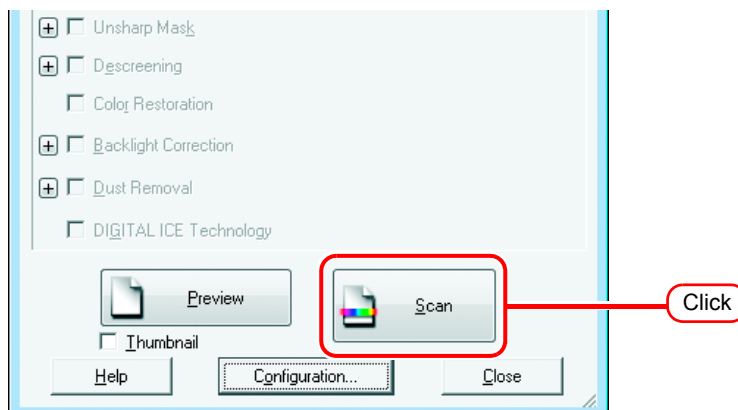 Unsharp Mask
Descreening
Color Restoration
Backlight Correction
Dust Removal
DIGITAL ICE Technology
Preview
Scan
Click
Thumbnail
Help
Configuration...
Close